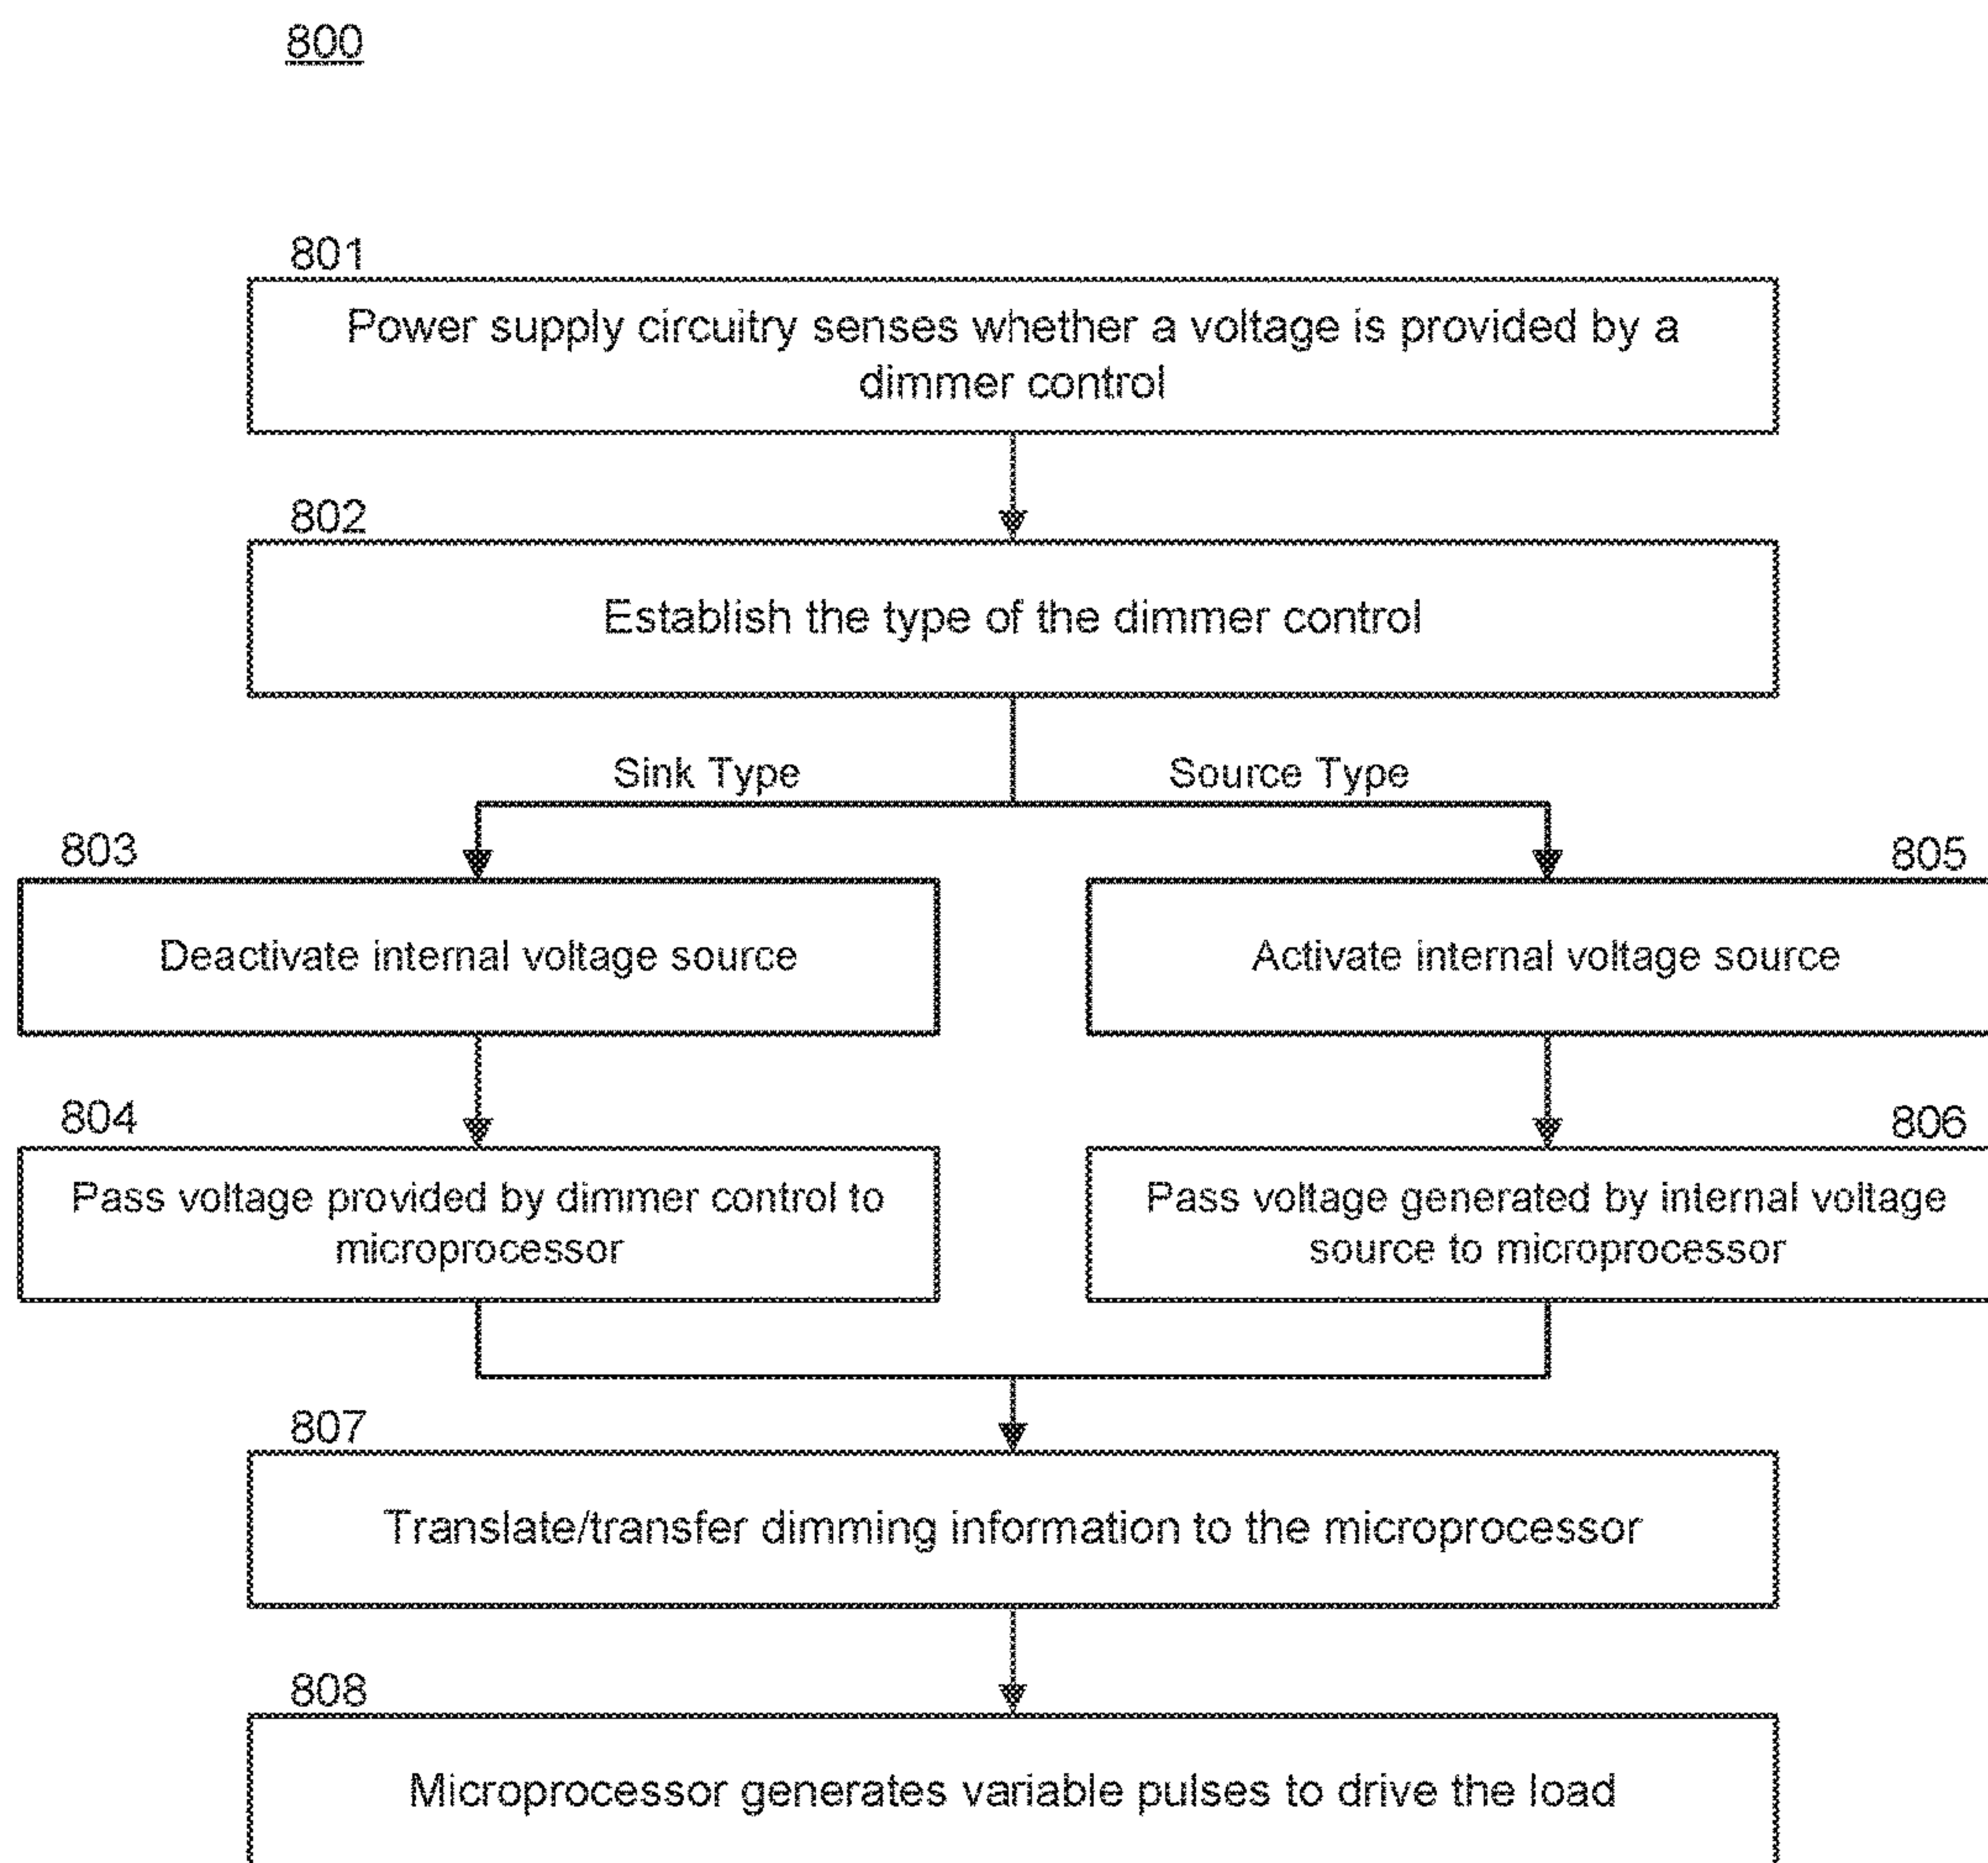 800
801
Power supply circuitry senses whether a voltage is provided by a
dimmer control
802
Establish the type of the dimmer control
Sink Type
Source Type
803
Deactivate internal voltage source
805
Activate internal voltage source
804
Pass voltage provided by dimmer control to
microprocessor
806
Pass voltage generated by internal voltage
source to microprocessor
807
Translate/transfer dimming information to the microprocessor
808
Microprocessor generates variable pulses to drive the load